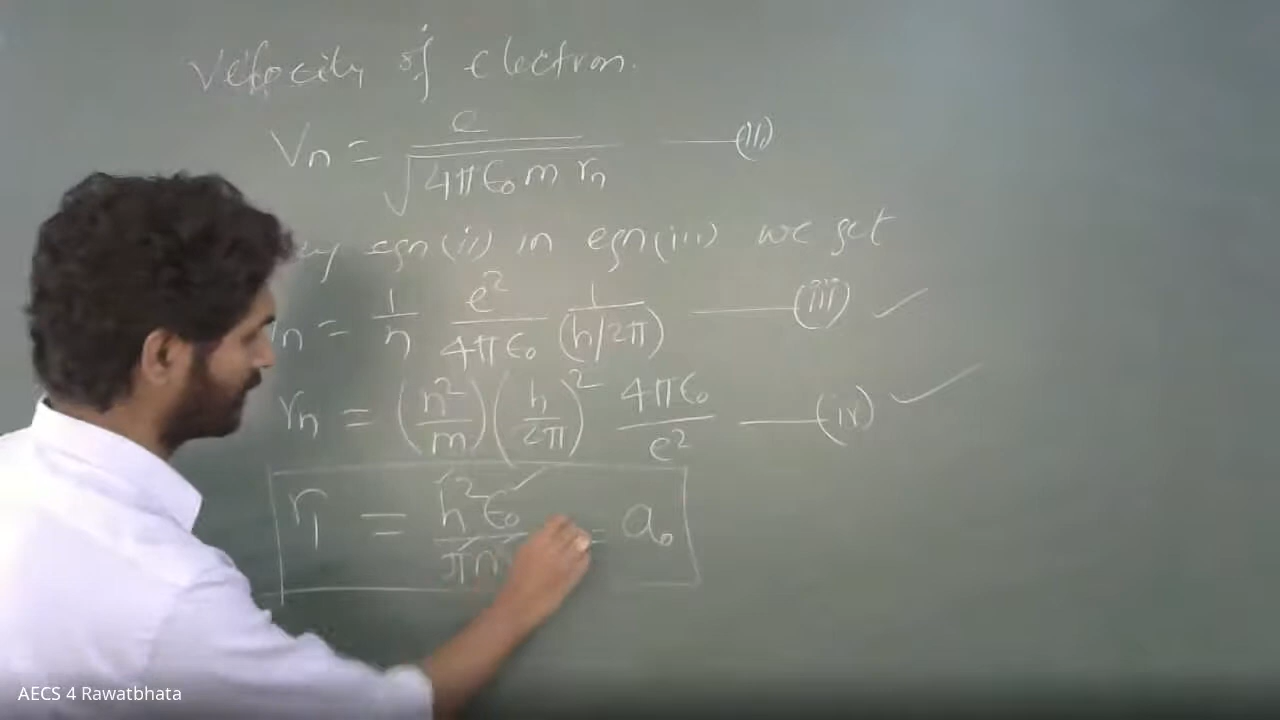 Velocity of electron.
Vn = e / √4πϵ₀ m rn —(ii)
eqn(ii) in eqn(iii) we get
n = 1/n e²/4πϵ₀ 1/(h/2π) —(iii) ✓
rn = (n²/m)(h/2π)² 4πϵ₀/e² —(iv) ✓
r₁ = h²ϵ₀/πm = a₀
AECS 4 Rawatbhata